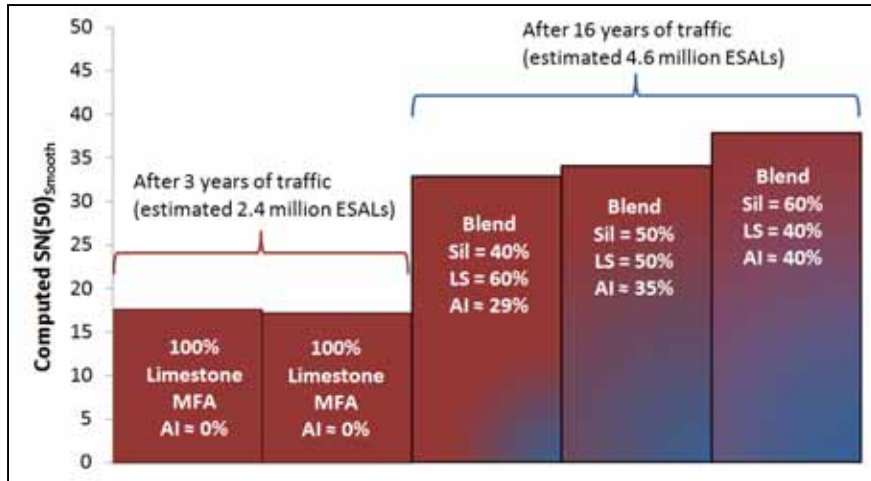 Computed SN(50)Smooth
50
45
40
35
30
25
20
15
10
5
0
After 3 years of traffic
(estimated 2.4 million ESALs)
After 16 years of traffic
(estimated 4.6 million ESALs)
100%
Limestone
MFA
AI ≈ 0%
100%
Limestone
MFA
AI ≈ 0%
Blend
Sil = 40%
LS = 60%
AI ≈ 29%
Blend
Sil = 50%
LS = 50%
AI ≈ 35%
Blend
Sil = 60%
LS = 40%
AI ≈ 40%